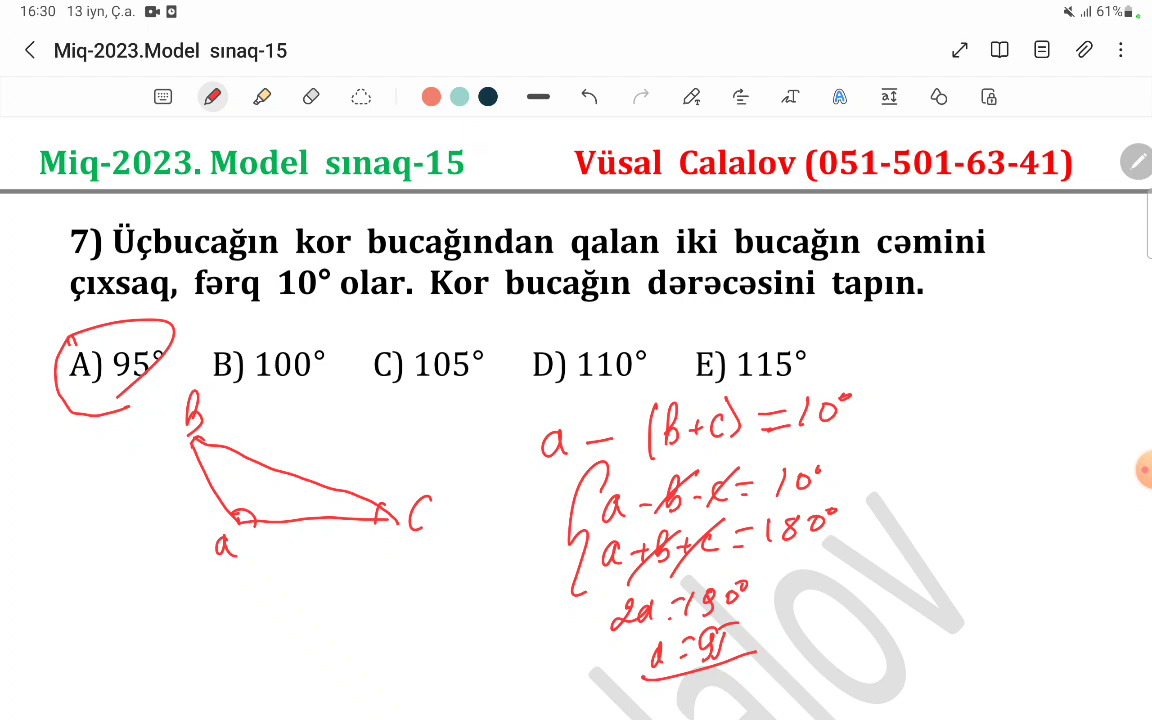 16:30 13 iyn, Ç.a. 61%
Miq-2023.Model sınaq-15
Miq-2023. Model sınaq-15 Vüsal Calalov (051-501-63-41)
7) Üçbucağın kor bucağından qalan iki bucağın cəmini
çıxsaq, fərq 10° olar. Kor bucağın dərəcəsini tapın.
A) 95° B) 100° C) 105° D) 110° E) 115°
B
C
a
a - (B+C) = 10°
a - B - C = 10°
a + B + C = 180°
2a = 190°
a = 95
alov